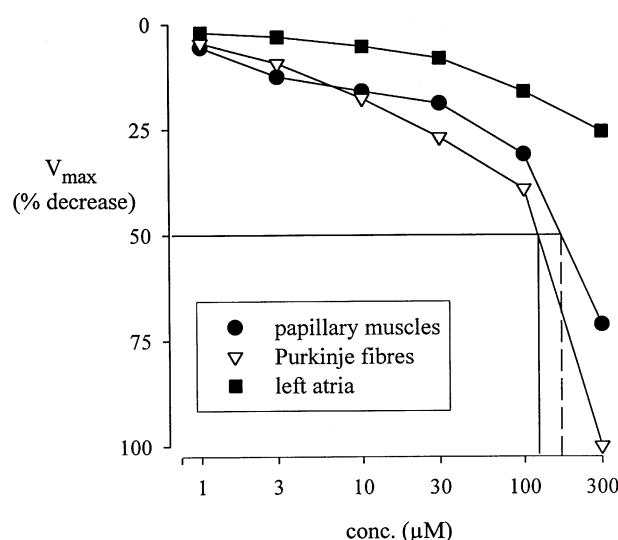 0
25
V_max
(% decrease)
50
75
100
papillary muscles
Purkinje fibres
left atria
1 3 10 30 100 300
conc. (μM)